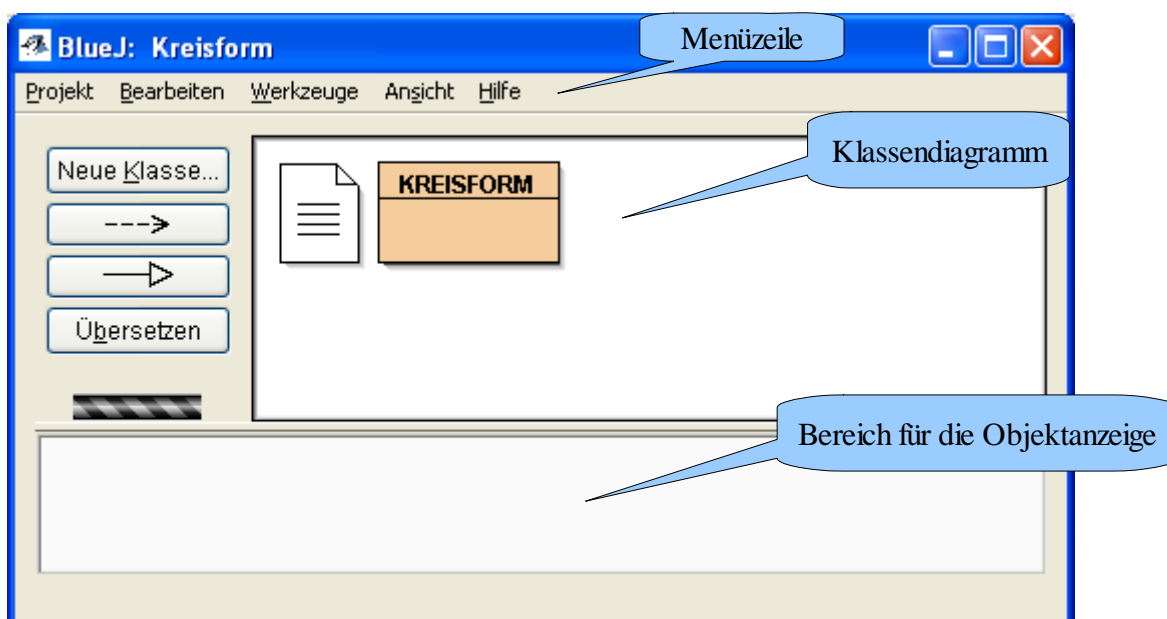 BlueJ: Kreisform
Menüzeile
Projekt Bearbeiten Werkzeuge Ansicht Hilfe
Klassendiagramm
Neue Klasse...
KREISFORM
Übersetzen
Bereich für die Objektanzeige